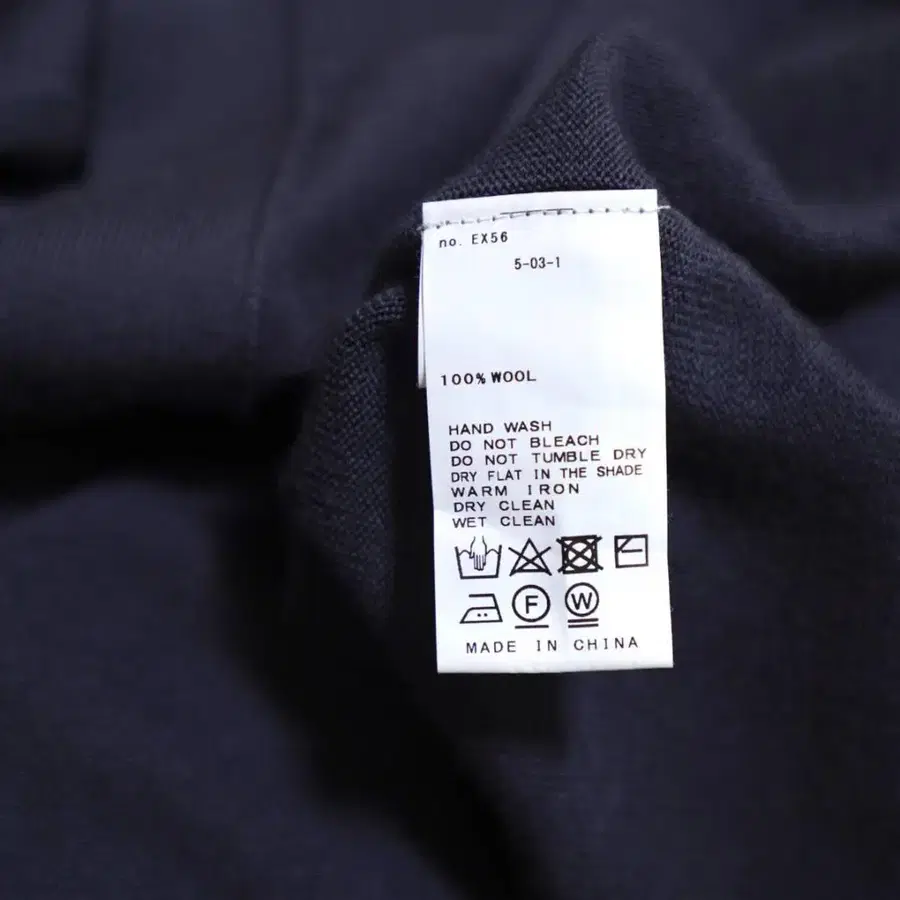 no. EX56
5-03-1
100% WOOL
HAND WASH
DO NOT BLEACH
DO NOT TUMBLE DRY
DRY FLAT IN THE SHADE
WARM IRON
DRY CLEAN
WET CLEAN
F W
MADE IN CHINA